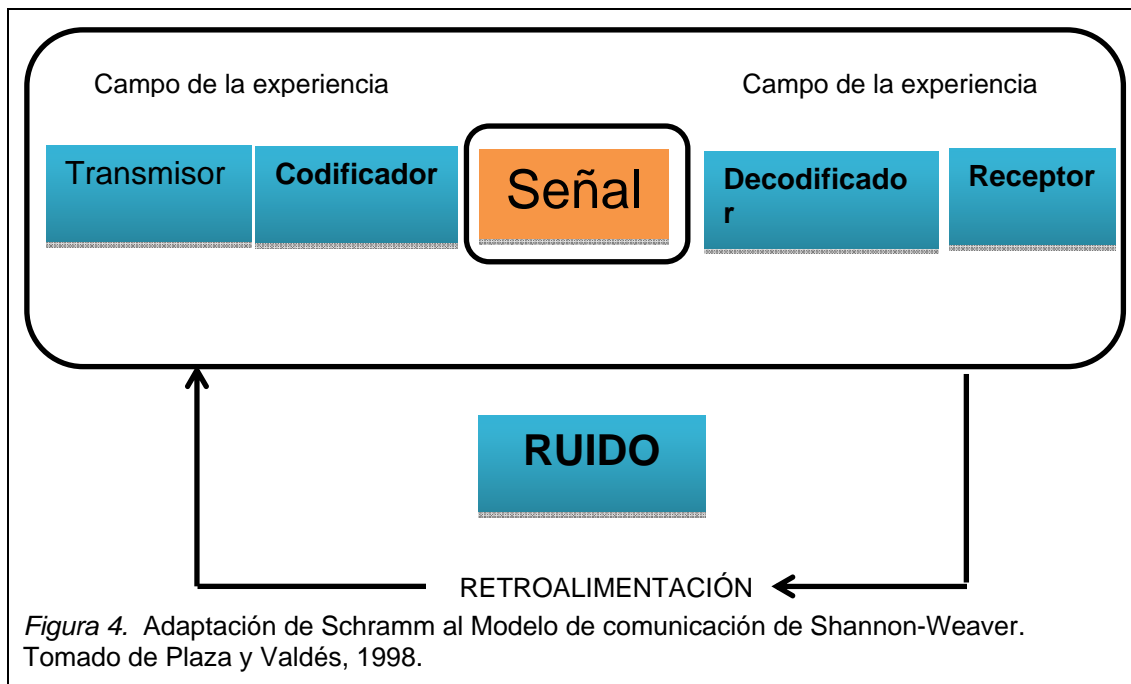 Campo de la experiencia
Campo de la experiencia
Transmisor
Codificador
Señal
Decodificado
r
Receptor
RUIDO
RETROALIMENTACIÓN
Figura 4. Adaptación de Schramm al Modelo de comunicación de Shannon-Weaver.
Tomado de Plaza y Valdés, 1998.